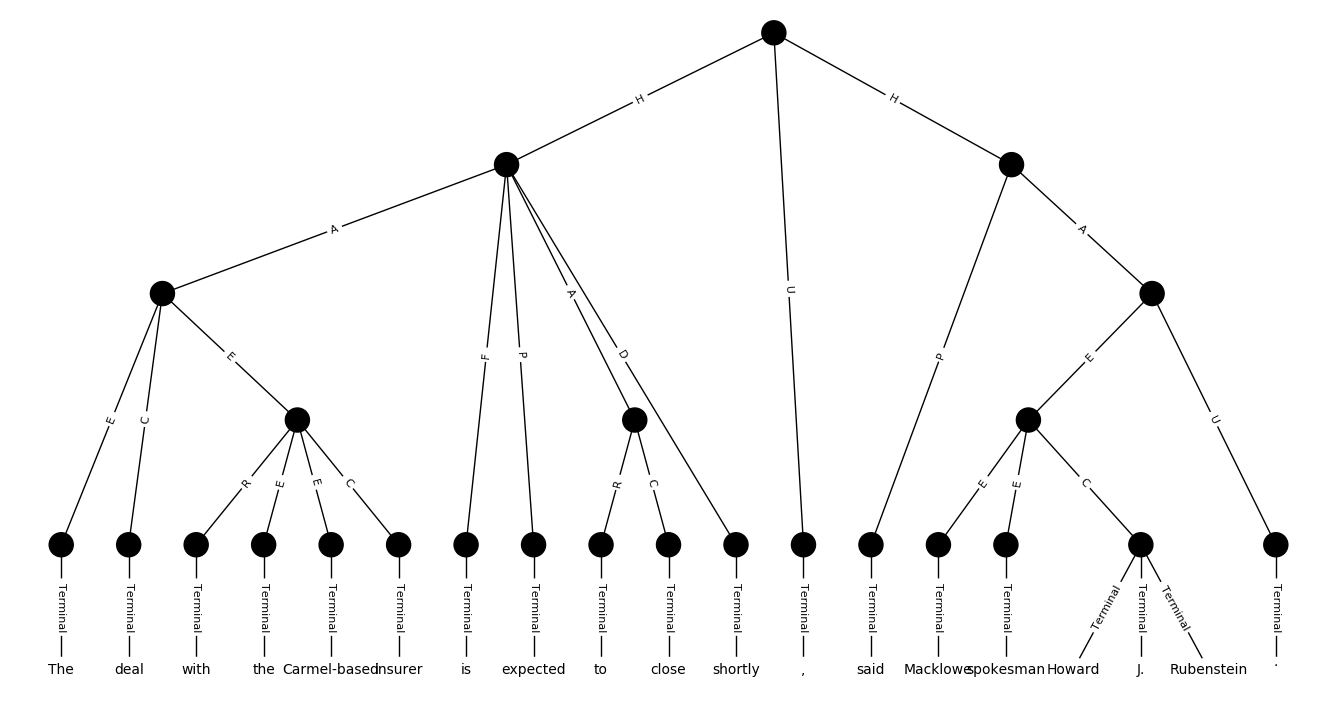 H H
A A
U
A
E F P D P E
E C U
R E E C R C E E C
Terminal Terminal Terminal Terminal Terminal Terminal Terminal Terminal Terminal Terminal Terminal Terminal Terminal Terminal Terminal Terminal Terminal Terminal Terminal
The deal with the Carmel-based insurer is expected to close shortly , said Macklowe spokesman Howard J. Rubenstein .